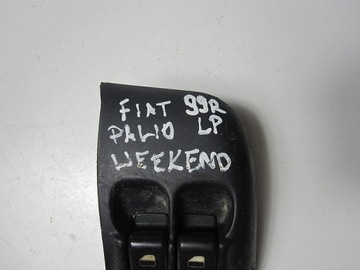 FIAT 99R
PALIO LP
WEEKEND